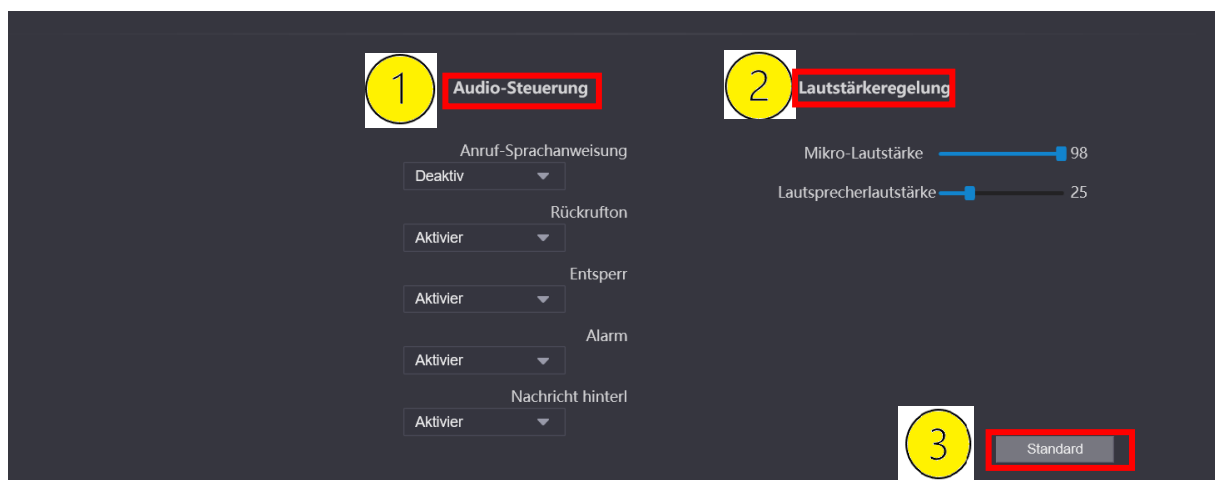 1 Audio-Steuerung
Anruf-Sprachanweisung
Deaktiv
Rückrufton
Aktivier
Entsperr
Aktivier
Alarm
Aktivier
Nachricht hinterl
Aktivier
2 Lautstärkeregelung
Mikro-Lautstärke 98
Lautsprecherlautstärke 25
3 Standard